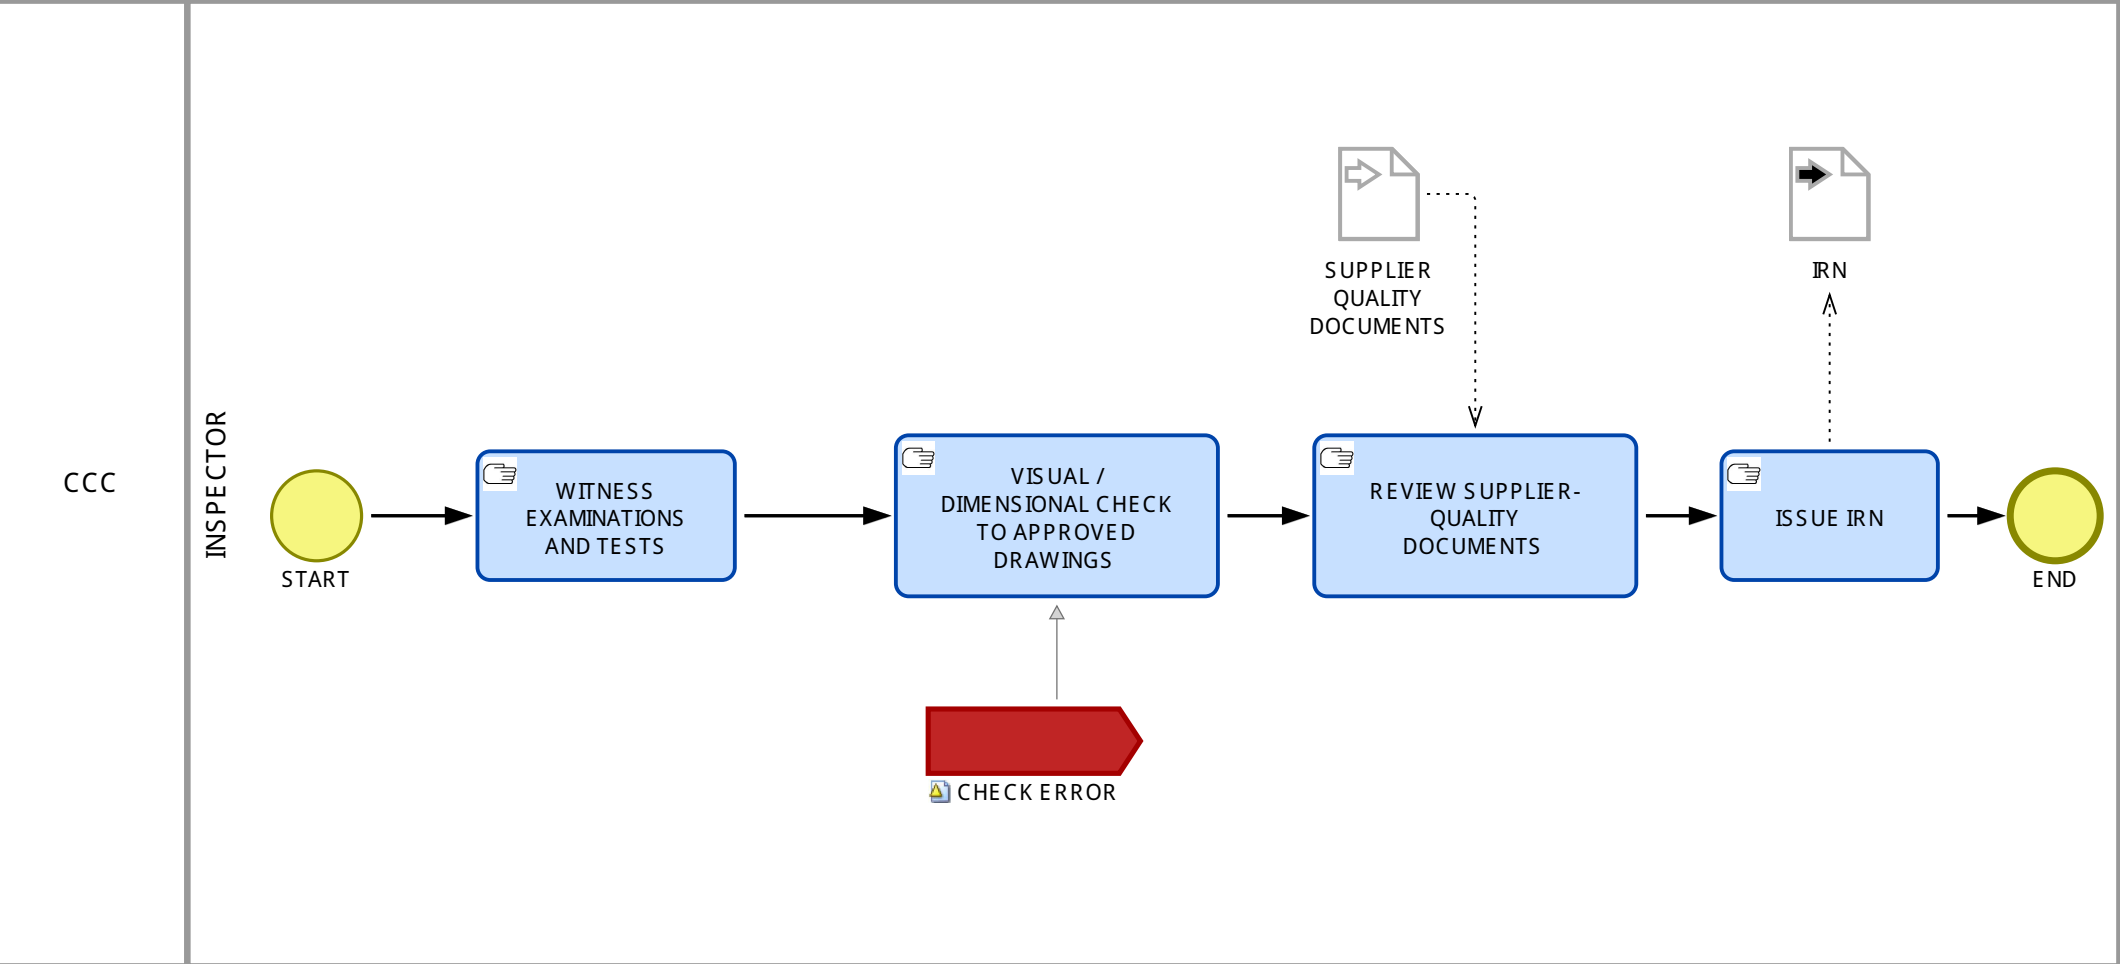 CCC
INSPECTOR
START
WITNESS
EXAMINATIONS
AND TESTS
VISUAL /
DIMENSIONAL CHECK
TO APPROVED
DRAWINGS
CHECK ERROR
SUPPLIER
QUALITY
DOCUMENTS
REVIEW SUPPLIER-
QUALITY
DOCUMENTS
IRN
ISSUE IRN
END